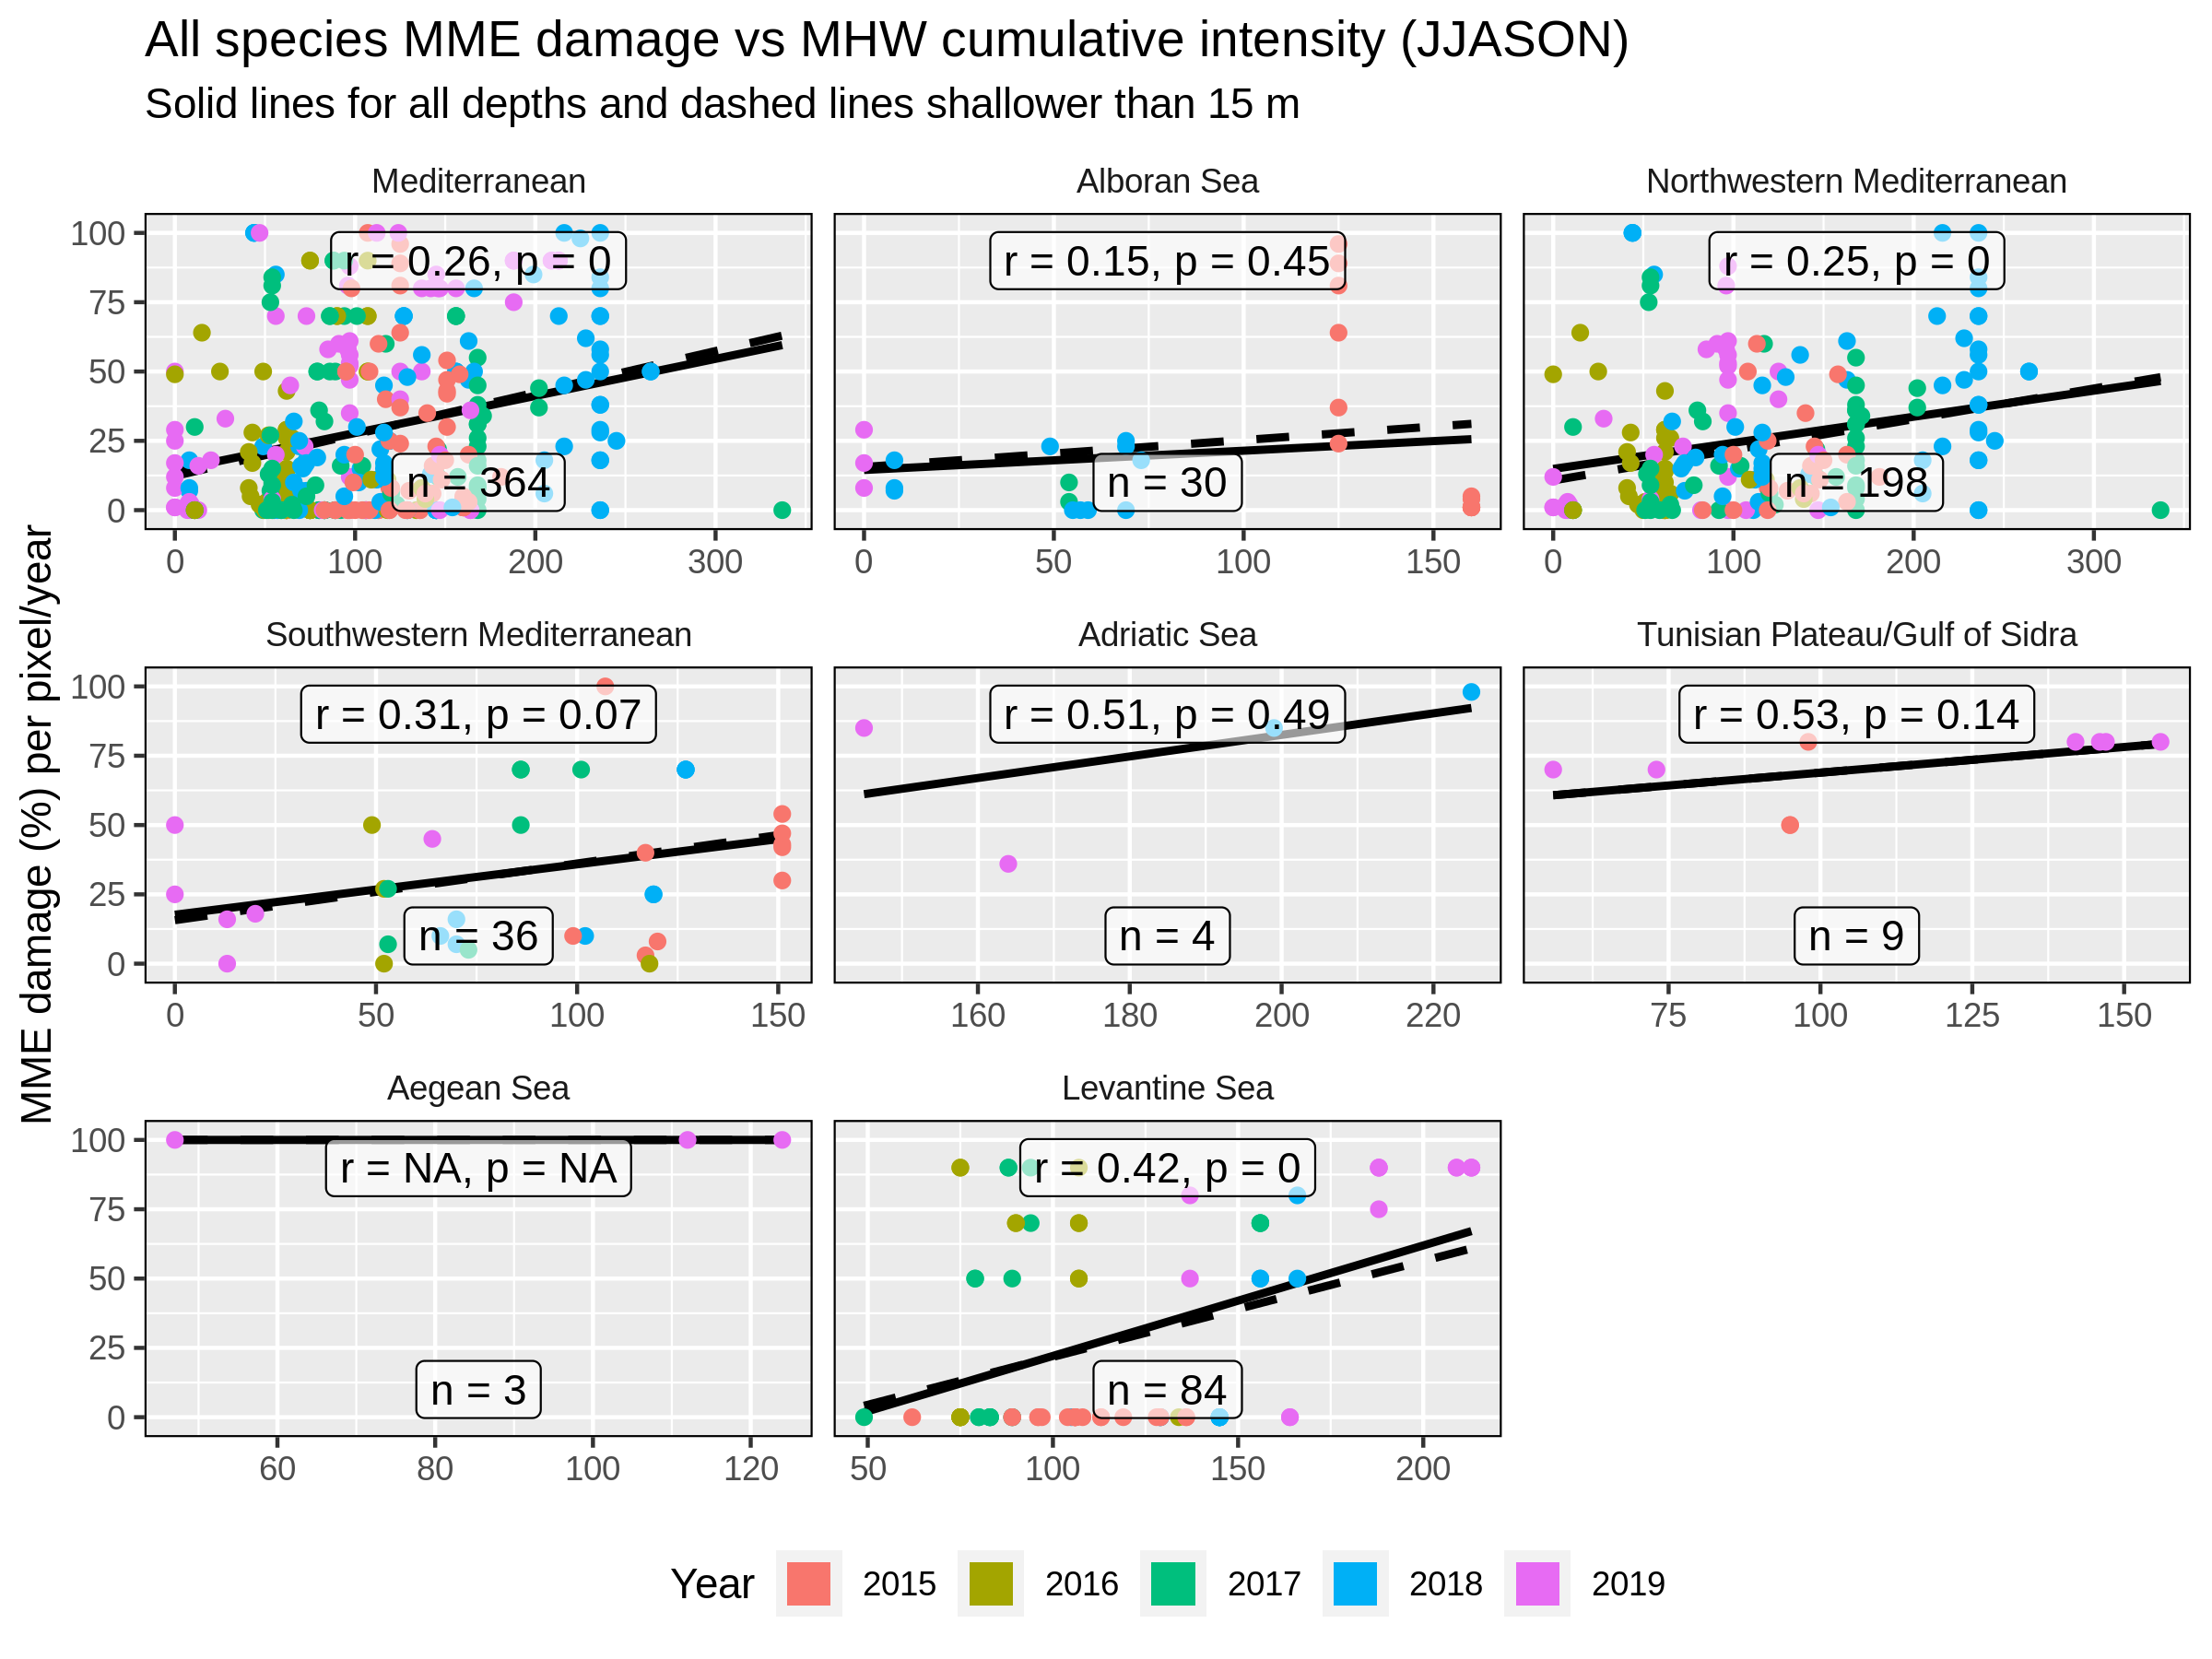 All species MME damage vs MHW cumulative intensity (JJASON)
Solid lines for all depths and dashed lines shallower than 15 m
MME damage (%) per pixel/year
Mediterranean
Alboran Sea
Northwestern Mediterranean
100
75
50
25
0
r = 0.26, p = 0
n = 364
r = 0.15, p = 0.45
n = 30
r = 0.25, p = 0
n = 198
0 100 200 300
0 50 100 150
0 100 200 300
Southwestern Mediterranean
Adriatic Sea
Tunisian Plateau/Gulf of Sidra
100
75
50
25
0
r = 0.31, p = 0.07
n = 36
r = 0.51, p = 0.49
n = 4
r = 0.53, p = 0.14
n = 9
0 50 100 150
160 180 200 220
75 100 125 150
Aegean Sea
Levantine Sea
100
75
50
25
0
r = NA, p = NA
n = 3
r = 0.42, p = 0
n = 84
60 80 100 120
50 100 150 200
Year 2015 2016 2017 2018 2019